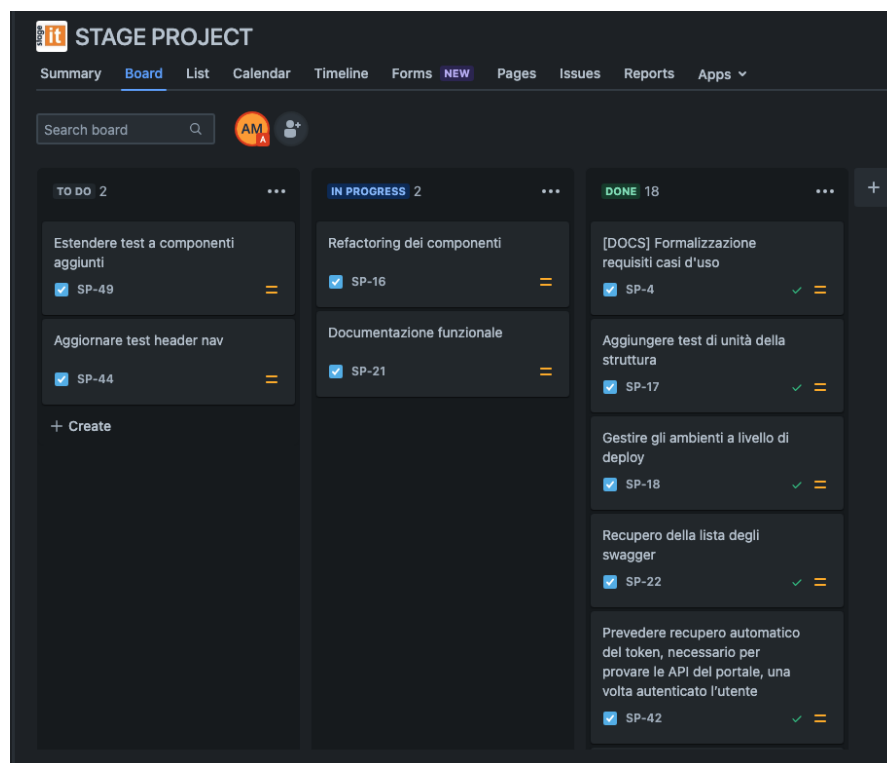 stage it STAGE PROJECT
Summary Board List Calendar Timeline Forms NEW Pages Issues Reports Apps
Search board AM A
TO DO 2
Estendere test a componenti
aggiunti
SP-49
Aggiornare test header nav
SP-44
+ Create
IN PROGRESS 2
Refactoring dei componenti
SP-16
Documentazione funzionale
SP-21
DONE 18
[DOCS] Formalizzazione
requisiti casi d'uso
SP-4
Aggiungere test di unità della
struttura
SP-17
Gestire gli ambienti a livello di
deploy
SP-18
Recupero della lista degli
swagger
SP-22
Prevedere recupero automatico
del token, necessario per
provare le API del portale, una
volta autenticato l’utente
SP-42